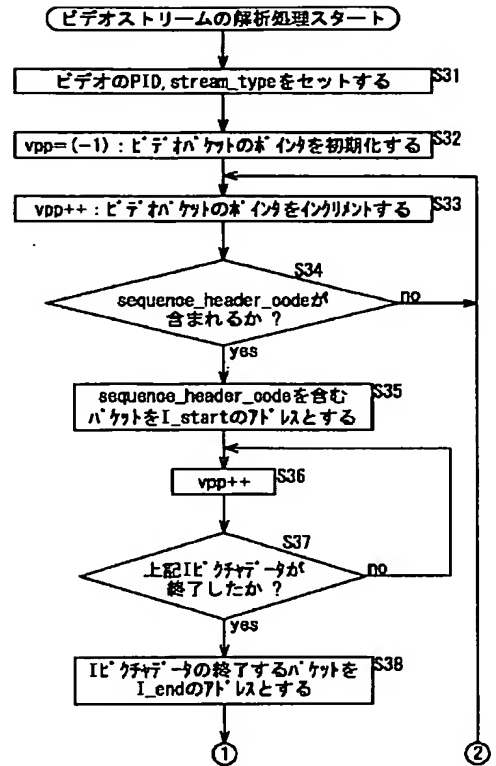 ビデオストリームの解析処理スタート
ビデオのPID, stream_typeをセットする
S31
vpp=(-1) : ビデオパケットのポインタを初期化する
S32
vpp++ : ビデオパケットのポインタをインクリメントする
S33
S34
sequence_header_codeが
含まれるか ?
no
yes
sequence_header_codeを含む
パケットをI_startのアドレスとする
S35
vpp++
S36
S37
上記Iピクチャデータが
終了したか ?
no
yes
Iピクチャデータの終了するパケットを
I_endのアドレスとする
S38
①
②